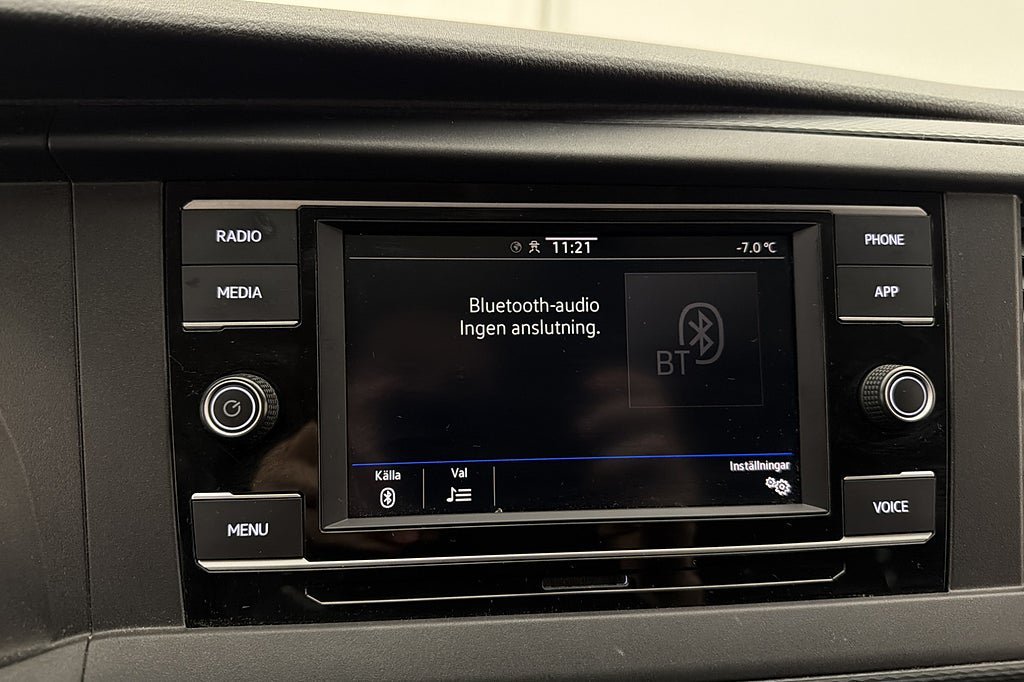 RADIO
MEDIA
MENU
11:21
-7.0 °C
Bluetooth-audio
Ingen anslutning.
BT
Källa
Val
Inställningar
PHONE
APP
VOICE